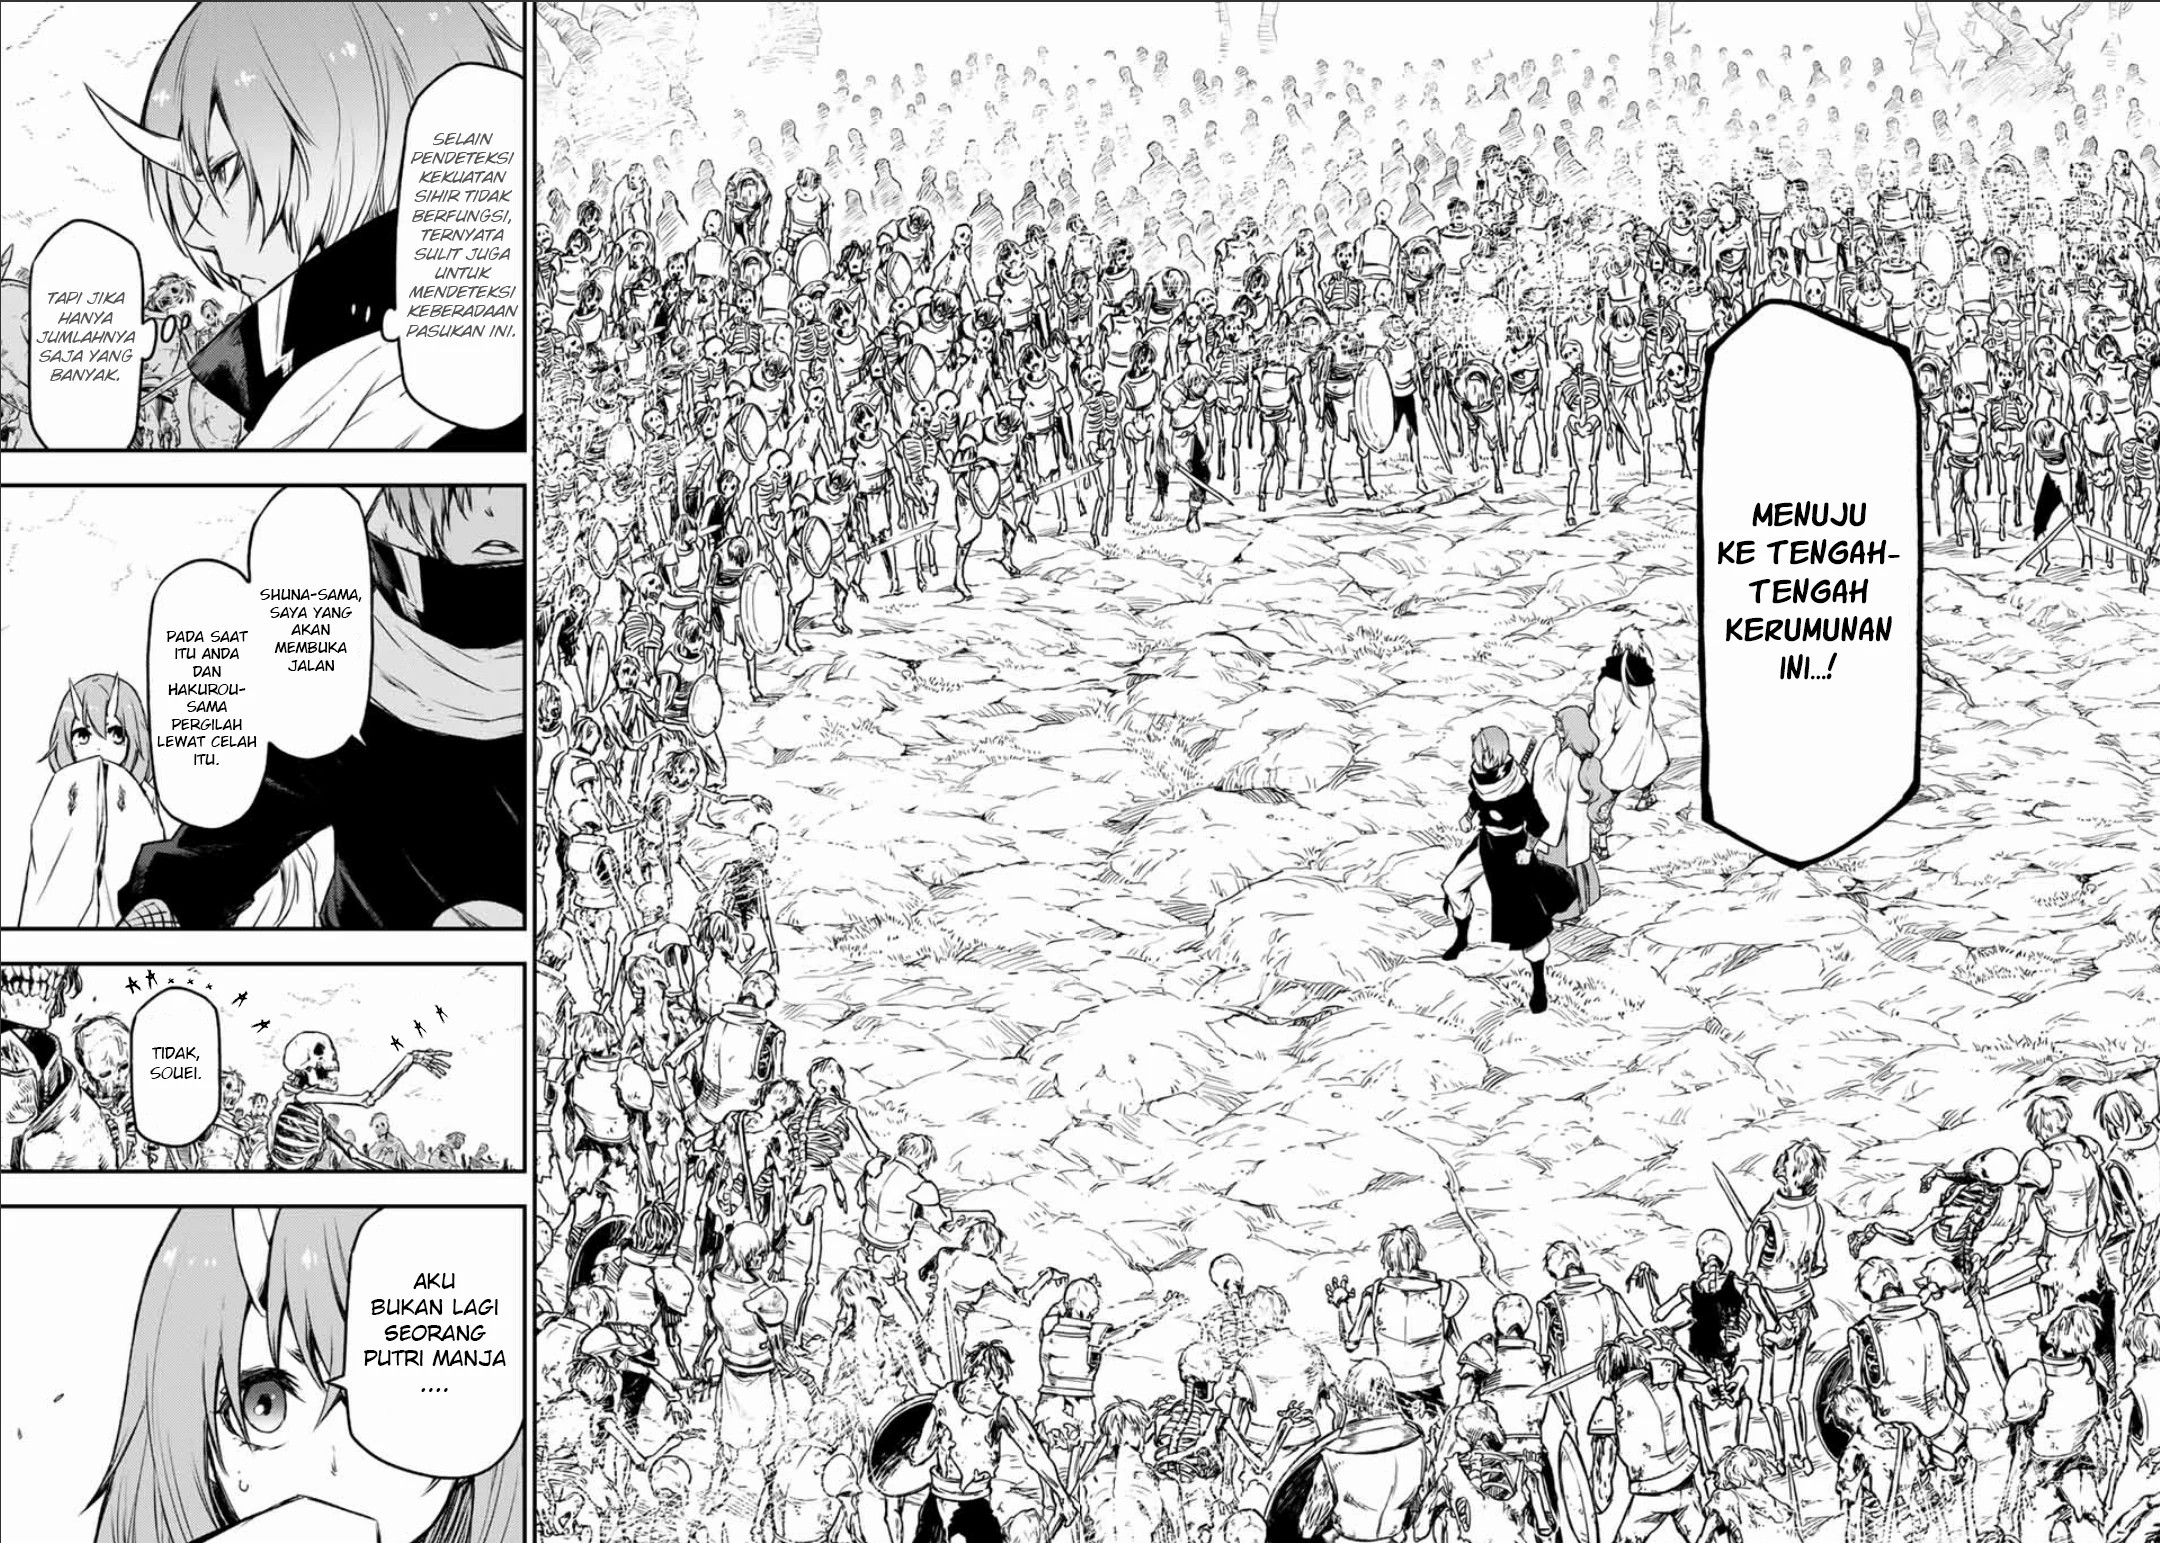 MENUJU
KE TENGAH-
TENGAH
KERUMUNAN
INI...!
SELAIN
PENDETEKSI
KEKUATAN
SIHIR TIDAK
BERFUNGSI,
TERNYATA
SULIT JUGA
UNTUK
MENDETEKSI
KEBERADAAN
PASUKAN INI.
TAPI JIKA
HANYA
JUMLAHNYA
SAJA YANG
BANYAK.
SHUNA-SAMA,
SAYA YANG
AKAN
MEMBUKA
JALAN
PADA SAAT
ITU ANDA
DAN
HAKUROU-
SAMA
PERGILAH
LEWAT CELAH
ITU.
TIDAK,
SOUEI.
AKU
BUKAN LAGI
SEORANG
PUTRI MANJA
....